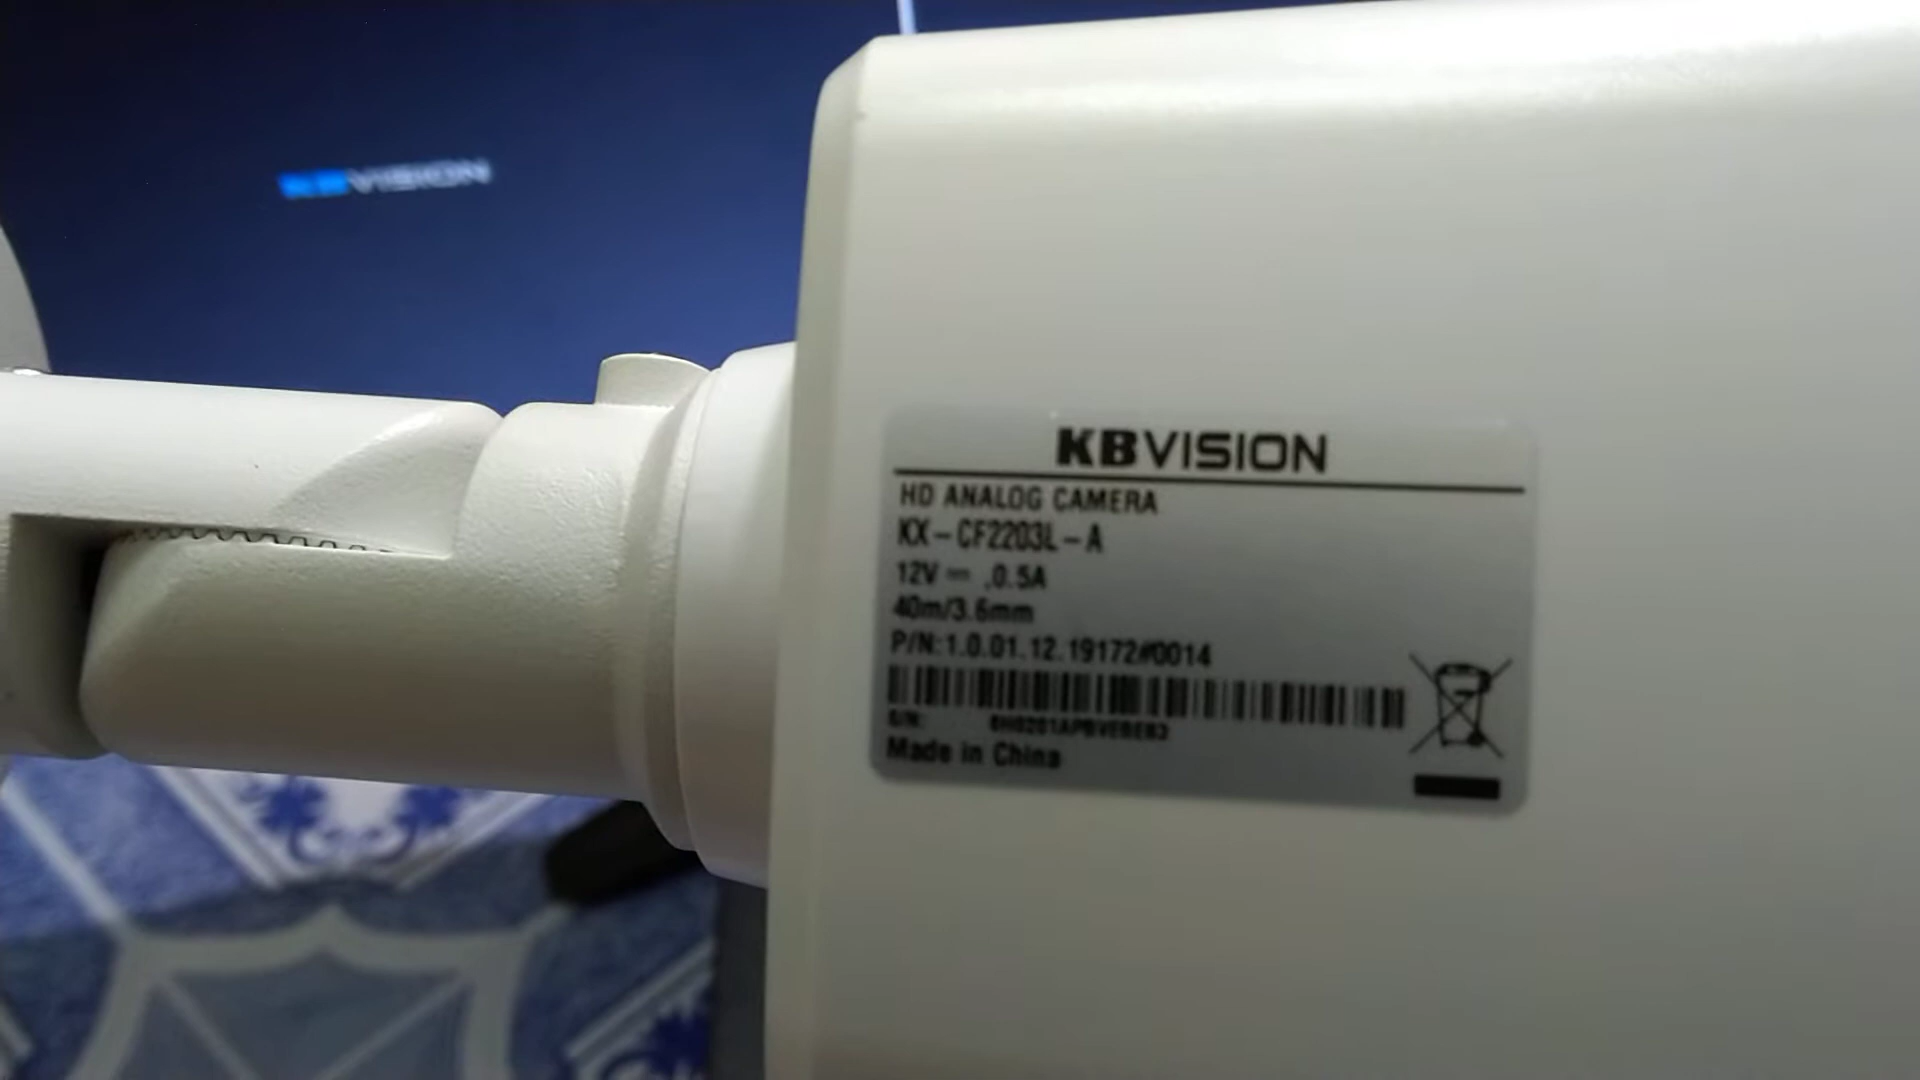 KBVISION
KBVISION
HD ANALOG CAMERA
KX-CF2203L-A
12V ⎓ .0.5A
40m/3.6mm
P/N:1.0.01.12.19172#0014
S/N:
Made in China